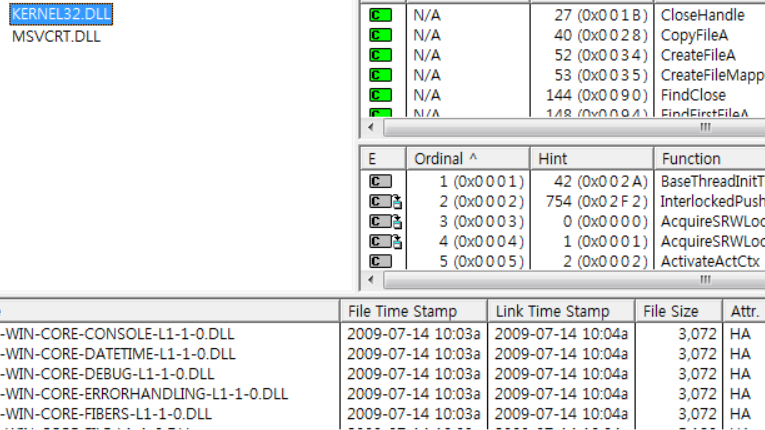 KERNEL32.DLL
MSVCRT.DLL
C N/A 27 (0x001B) CloseHandle
C N/A 40 (0x0028) CopyFileA
C N/A 52 (0x0034) CreateFileA
C N/A 53 (0x0035) CreateFileMapp
C N/A 144 (0x0090) FindClose
C N/A 148 (0x0094) FindFirstFileA
E Ordinal ^ Hint Function
C 1 (0x0001) 42 (0x002A) BaseThreadInitT
C 2 (0x0002) 754 (0x02F2) InterlockedPush
C 3 (0x0003) 0 (0x0000) AcquireSRWLoc
C 4 (0x0004) 1 (0x0001) AcquireSRWLoc
C 5 (0x0005) 2 (0x0002) ActivateActCtx
File Time Stamp Link Time Stamp File Size Attr.
-WIN-CORE-CONSOLE-L1-1-0.DLL 2009-07-14 10:03a 2009-07-14 10:04a 3,072 HA
-WIN-CORE-DATETIME-L1-1-0.DLL 2009-07-14 10:03a 2009-07-14 10:04a 3,072 HA
-WIN-CORE-DEBUG-L1-1-0.DLL 2009-07-14 10:03a 2009-07-14 10:04a 3,072 HA
-WIN-CORE-ERRORHANDLING-L1-1-0.DLL 2009-07-14 10:03a 2009-07-14 10:04a 3,072 HA
-WIN-CORE-FIBERS-L1-1-0.DLL 2009-07-14 10:03a 2009-07-14 10:04a 3,072 HA